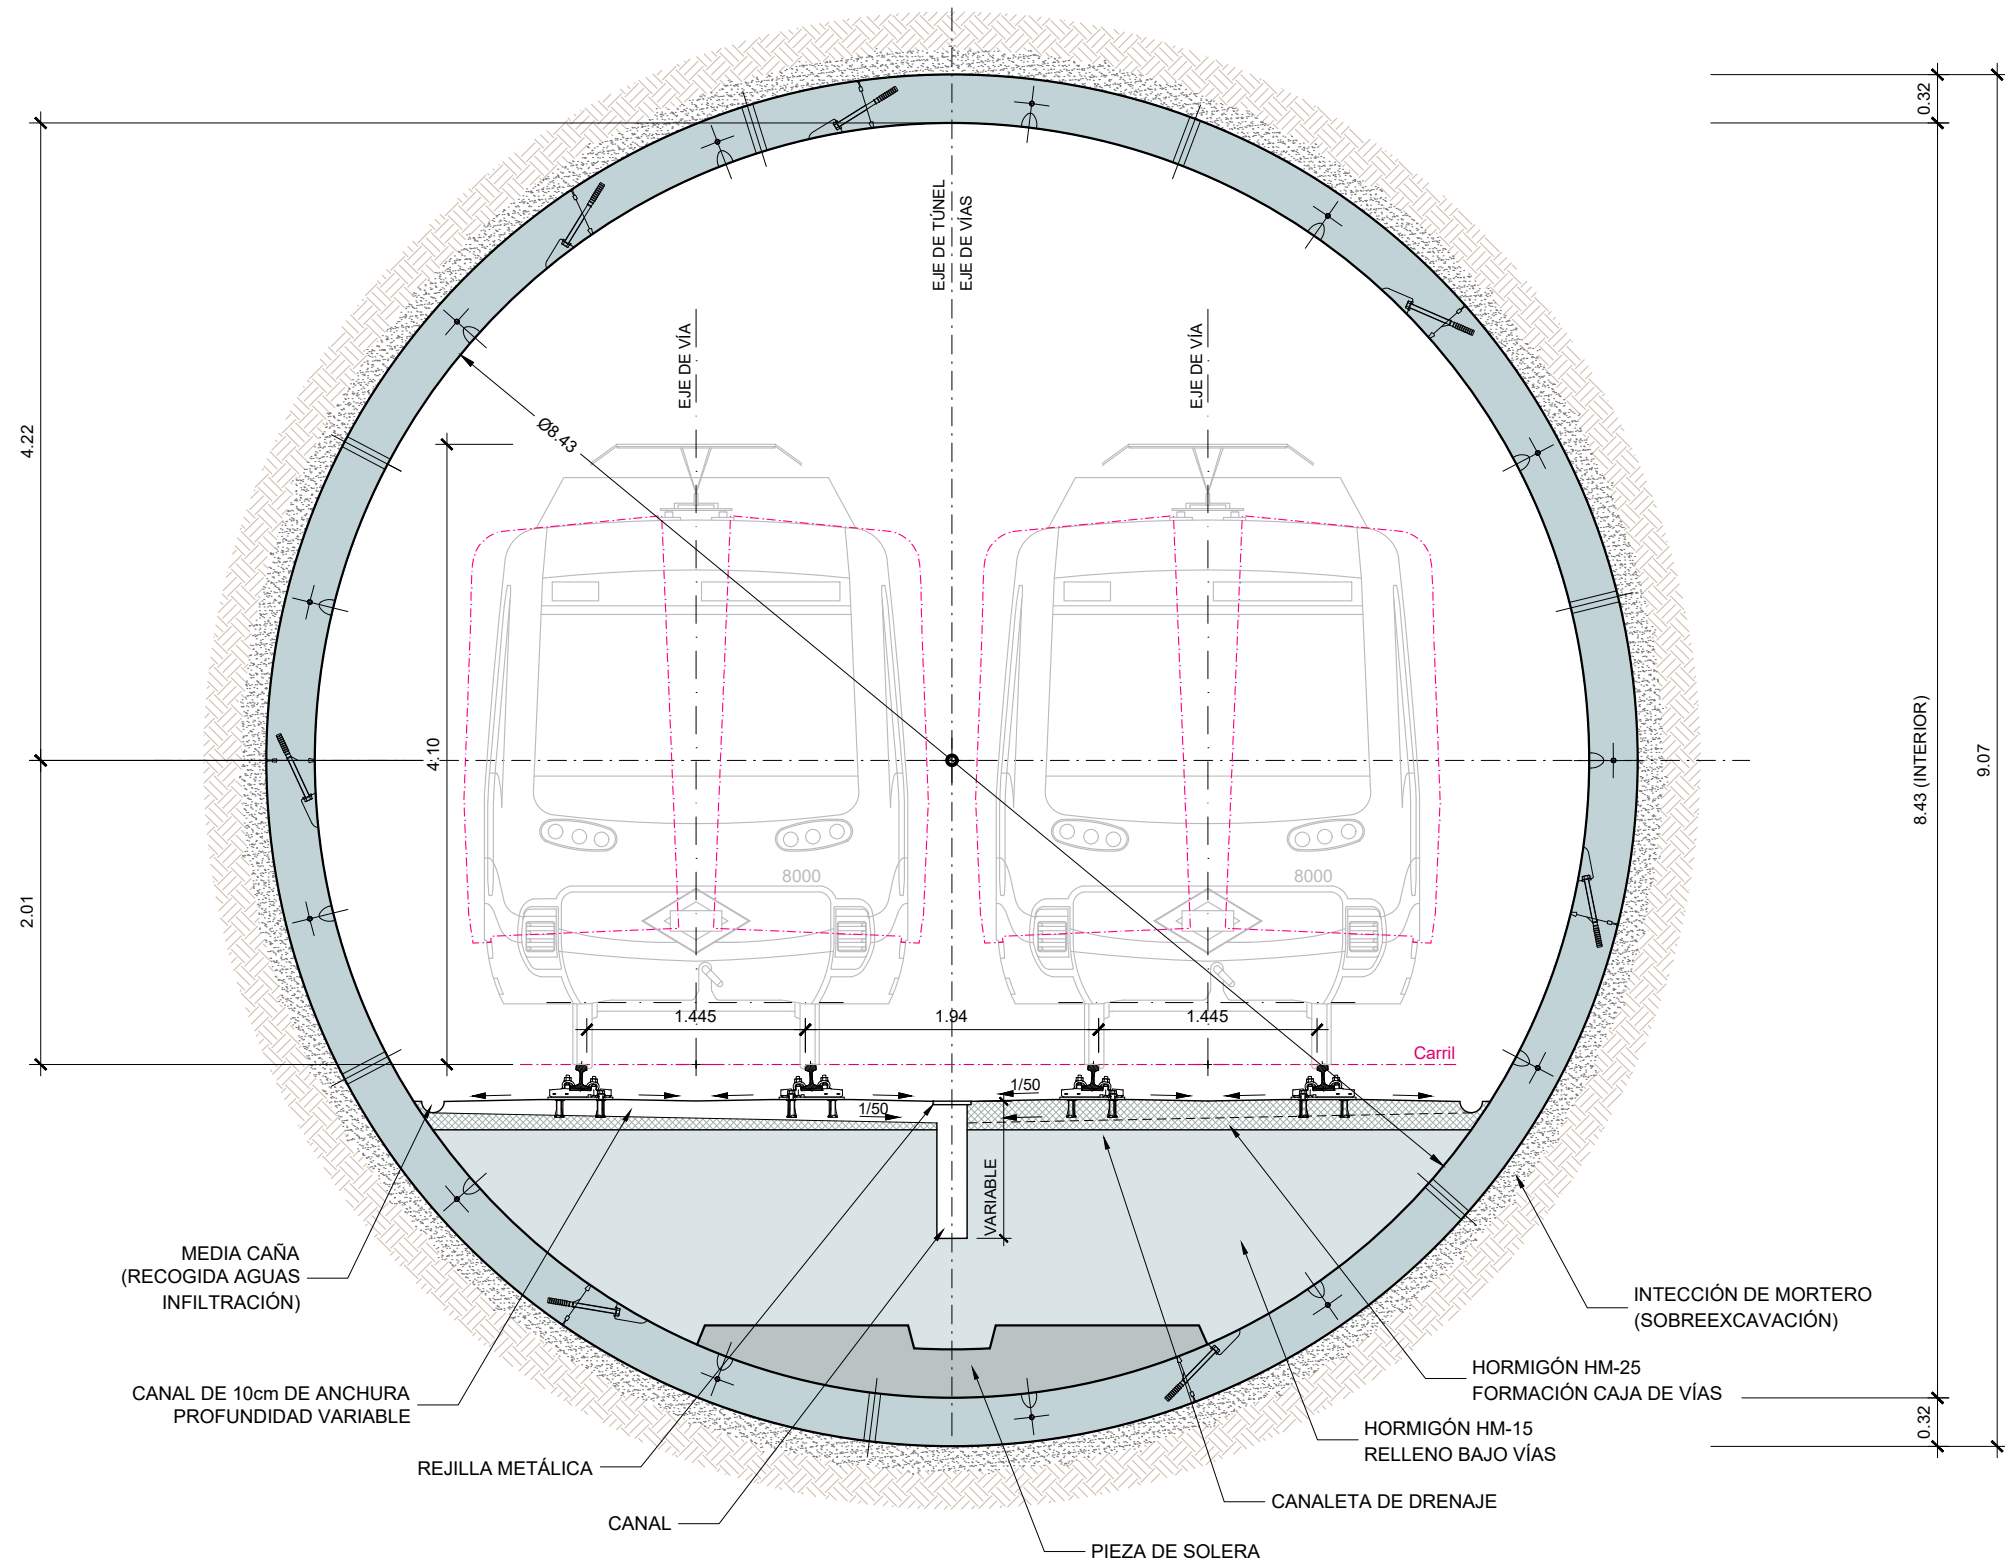 0.32
EJE DE TÚNEL
EJE DE VÍAS
EJE DE VÍA
EJE DE VÍA
Ø8.43
4.22
4.10
8.43 (INTERIOR)
9.07
8000
8000
2.01
1.445
1.94
1.445
Carril
1/50
1/50
VARIABLE
MEDIA CAÑA
(RECOGIDA AGUAS
INFILTRACIÓN)
INTECCIÓN DE MORTERO
(SOBREEXCAVACIÓN)
CANAL DE 10cm DE ANCHURA
PROFUNDIDAD VARIABLE
HORMIGÓN HM-25
FORMACIÓN CAJA DE VÍAS
0.32
HORMIGÓN HM-15
RELLENO BAJO VÍAS
REJILLA METÁLICA
CANALETA DE DRENAJE
CANAL
PIEZA DE SOLERA